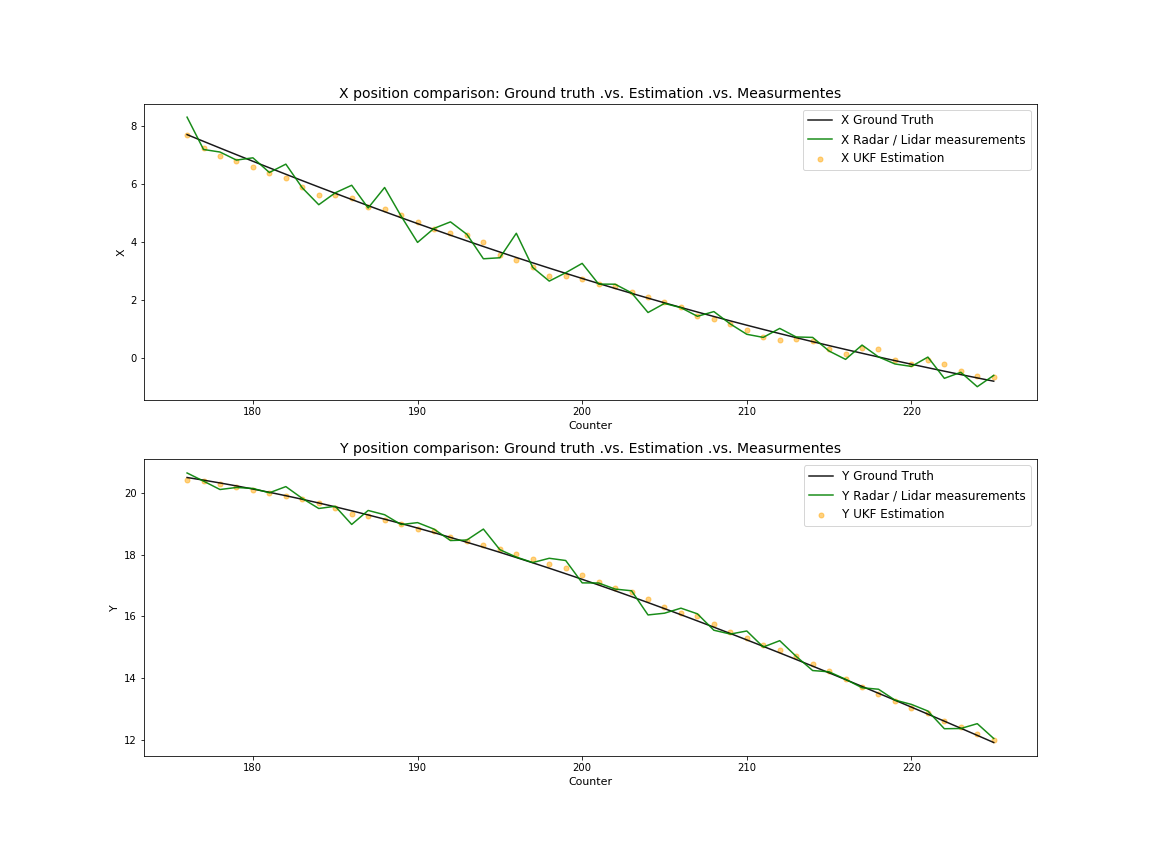 X position comparison: Ground truth .vs. Estimation .vs. Measurmentes
X Ground Truth
X Radar / Lidar measurements
X UKF Estimation
8
6
4
2
0
X
180 190 200 210 220
Counter
Y position comparison: Ground truth .vs. Estimation .vs. Measurmentes
Y Ground Truth
Y Radar / Lidar measurements
Y UKF Estimation
20
18
16
14
12
Y
180 190 200 210 220
Counter